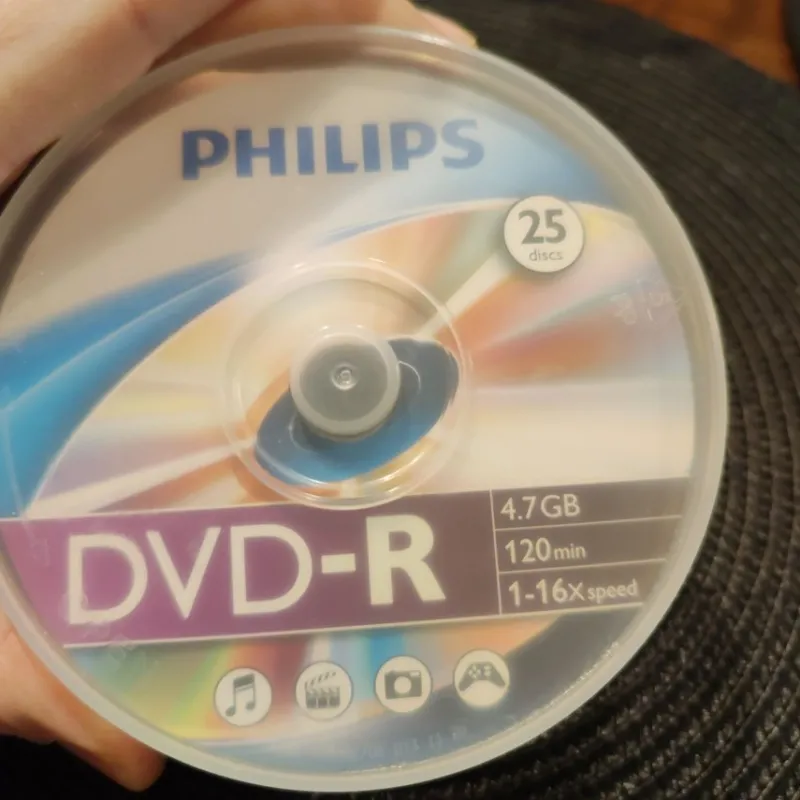 PHILIPS
25
discs
DVD-R
4.7GB
120min
1-16x speed